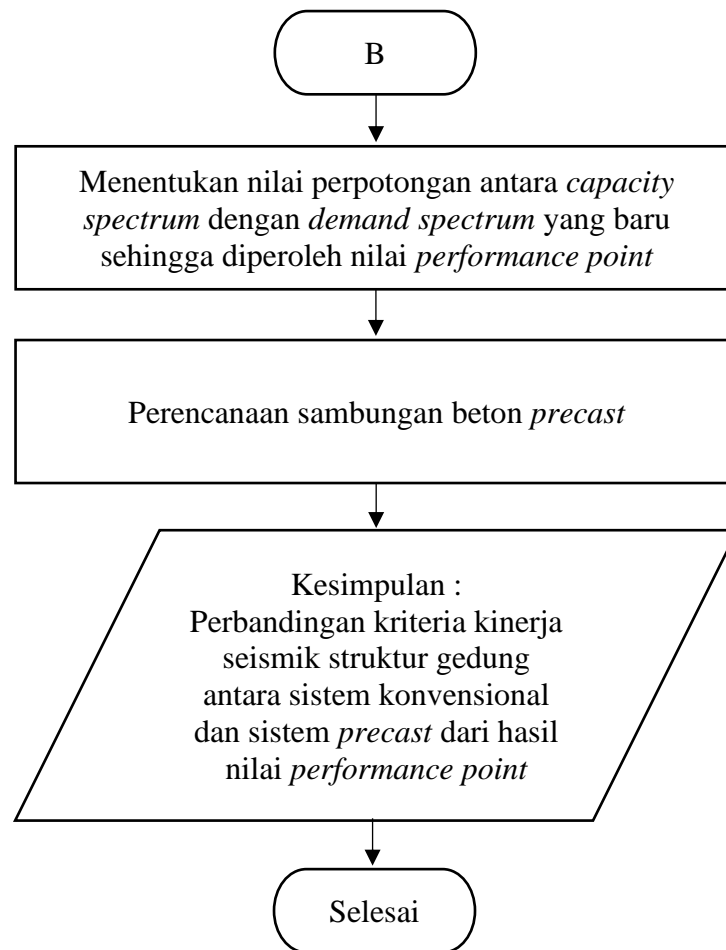 B
Menentukan nilai perpotongan antara capacity
spectrum dengan demand spectrum yang baru
sehingga diperoleh nilai performance point
Perencanaan sambungan beton precast
Kesimpulan :
Perbandingan kriteria kinerja
seismik struktur gedung
antara sistem konvensional
dan sistem precast dari hasil
nilai performance point
Selesai